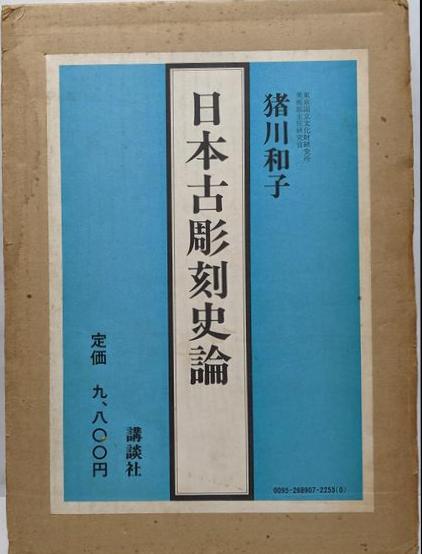 東京国立文化財研究所
美術部主任研究官
猪川和子
日本古彫刻史論
定価 九、八〇〇円
講談社
0095-268907-2253(0)